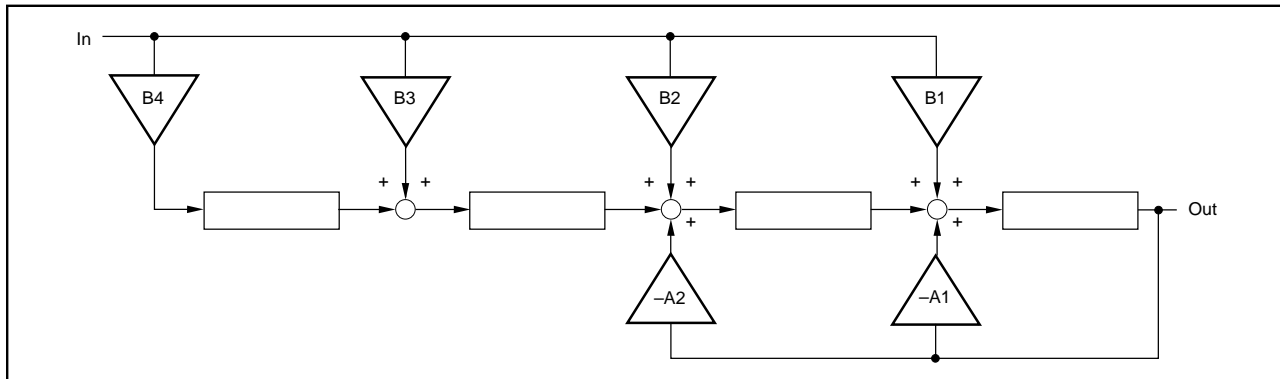 In
B4
B3
B2
B1
+ +
+ +
+ +
+
+
Out
–A2
–A1